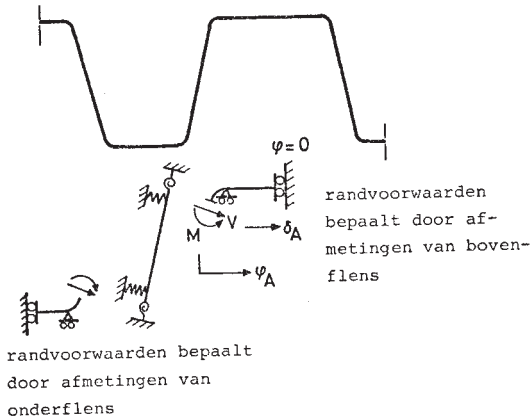 φ=0
M V δA
φA
randvoorwaarden
bepaalt door af-
metingen van boven-
flens
randvoorwaarden bepaalt
door afmetingen van
onderflens